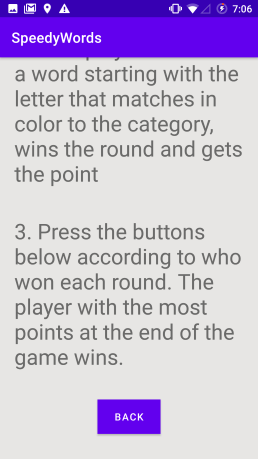 7:06
SpeedyWords
a word starting with the
letter that matches in
color to the category,
wins the round and gets
the point
3. Press the buttons
below according to who
won each round. The
player with the most
points at the end of the
game wins.
BACK